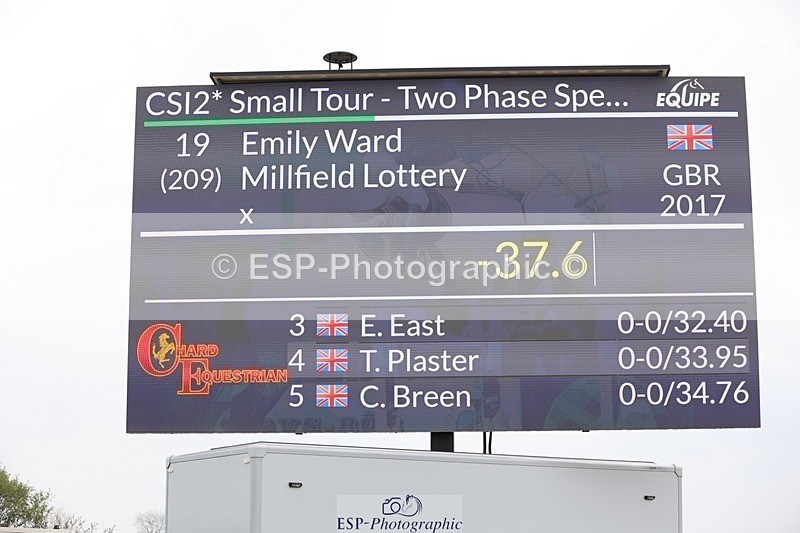 CSI2* Small Tour - Two Phase Spe... EQUIPE
19 Emily Ward
(209) Millfield Lottery GBR
x 2017
-37.6
© ESP-Photographic ©
3 E. East 0-0/32.40
4 T. Plaster 0-0/33.95
5 C. Breen 0-0/34.76
CHARD
EQUESTRIAN
ESP-Photographic